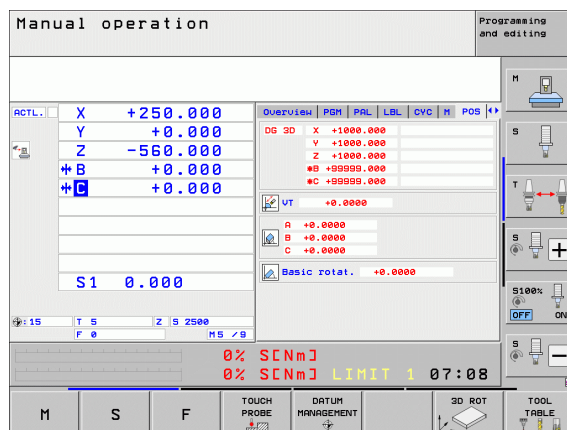 Manual operation
Programming
and editing
ACTL.
X +250.000
Y +0.000
Z -560.000
B +0.000
C +0.000
S1 0.000
:15
T 5
Z S 2500
F 0
M5 /9
Overview PGM PAL LBL CYC M POS
DG 3D X +1000.000
Y +1000.000
Z +1000.000
*B +99999.000
*C +99999.000
VT +0.0000
A +0.0000
B +0.0000
C +0.0000
Basic rotat. +0.0000
0% S[Nm]
0% S[Nm] LIMIT 1 07:08
M
S
T
S
S100%
OFF ON
S
M
S
F
TOUCH
PROBE
DATUM
MANAGEMENT
3D ROT
TOOL
TABLE